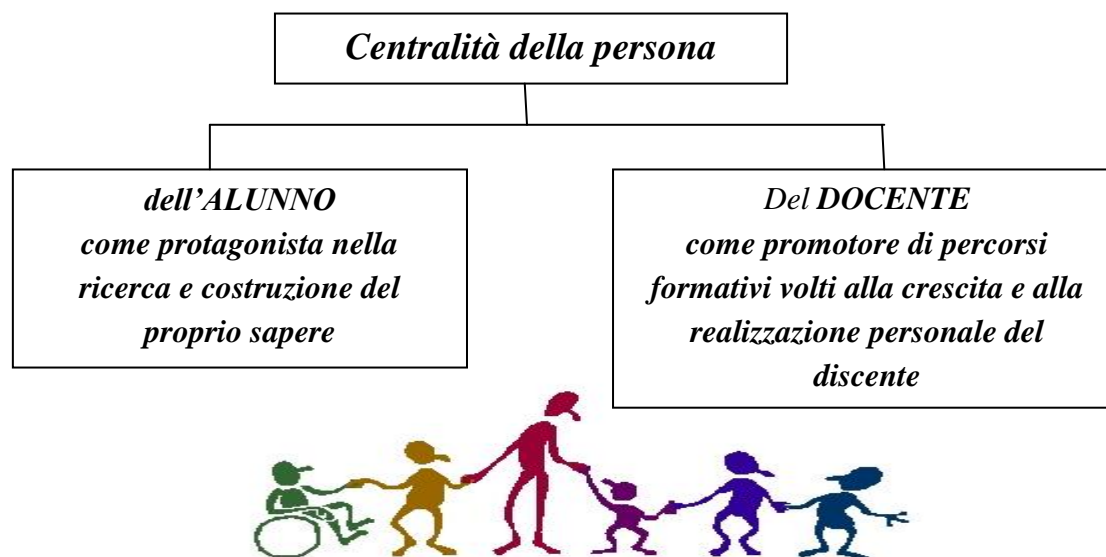 Centralità della persona
dell’ALUNNO
come protagonista nella
ricerca e costruzione del
proprio sapere
Del DOCENTE
come promotore di percorsi
formativi volti alla crescita e alla
realizzazione personale del
discente